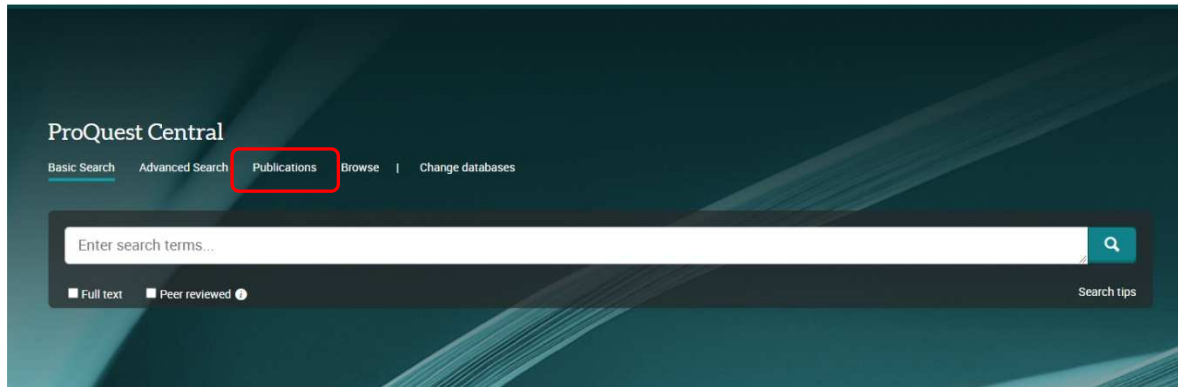 ProQuest Central
Basic Search Advanced Search Publications Browse | Change databases
Enter search terms...
Full text Peer reviewed i Search tips